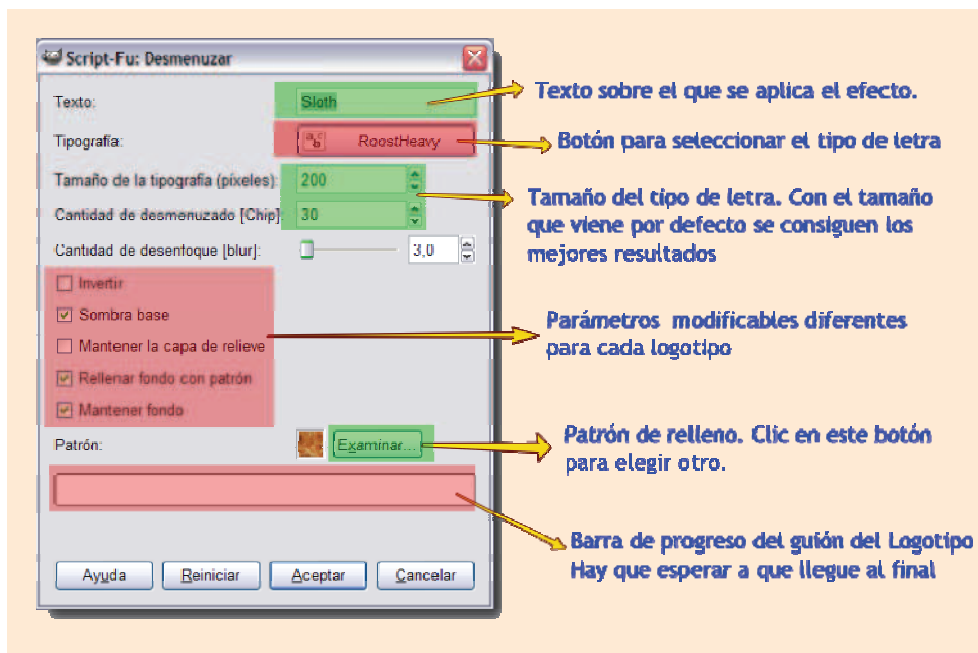 Script-Fu: Desmenuzar
Texto:
Sloth
Texto sobre el que se aplica el efecto.
Tipografía:
a,c b
RoostHeavy
Botón para seleccionar el tipo de letra
Tamaño de la tipografía (píxeles):
200
Cantidad de desmenuzado [Chip]:
30
Tamaño del tipo de letra. Con el tamaño
que viene por defecto se consiguen los
mejores resultados
Cantidad de desenfoque [blur]:
3,0
Invertir
Sombra base
Mantener la capa de relieve
Rellenar fondo con patrón
Mantener fondo
Parámetros modificables diferentes
para cada logotipo
Patrón:
Examinar...
Patrón de relleno. Clic en este botón
para elegir otro.
Barra de progreso del guión del Logotipo
Hay que esperar a que llegue al final
Ayuda
Reiniciar
Aceptar
Cancelar